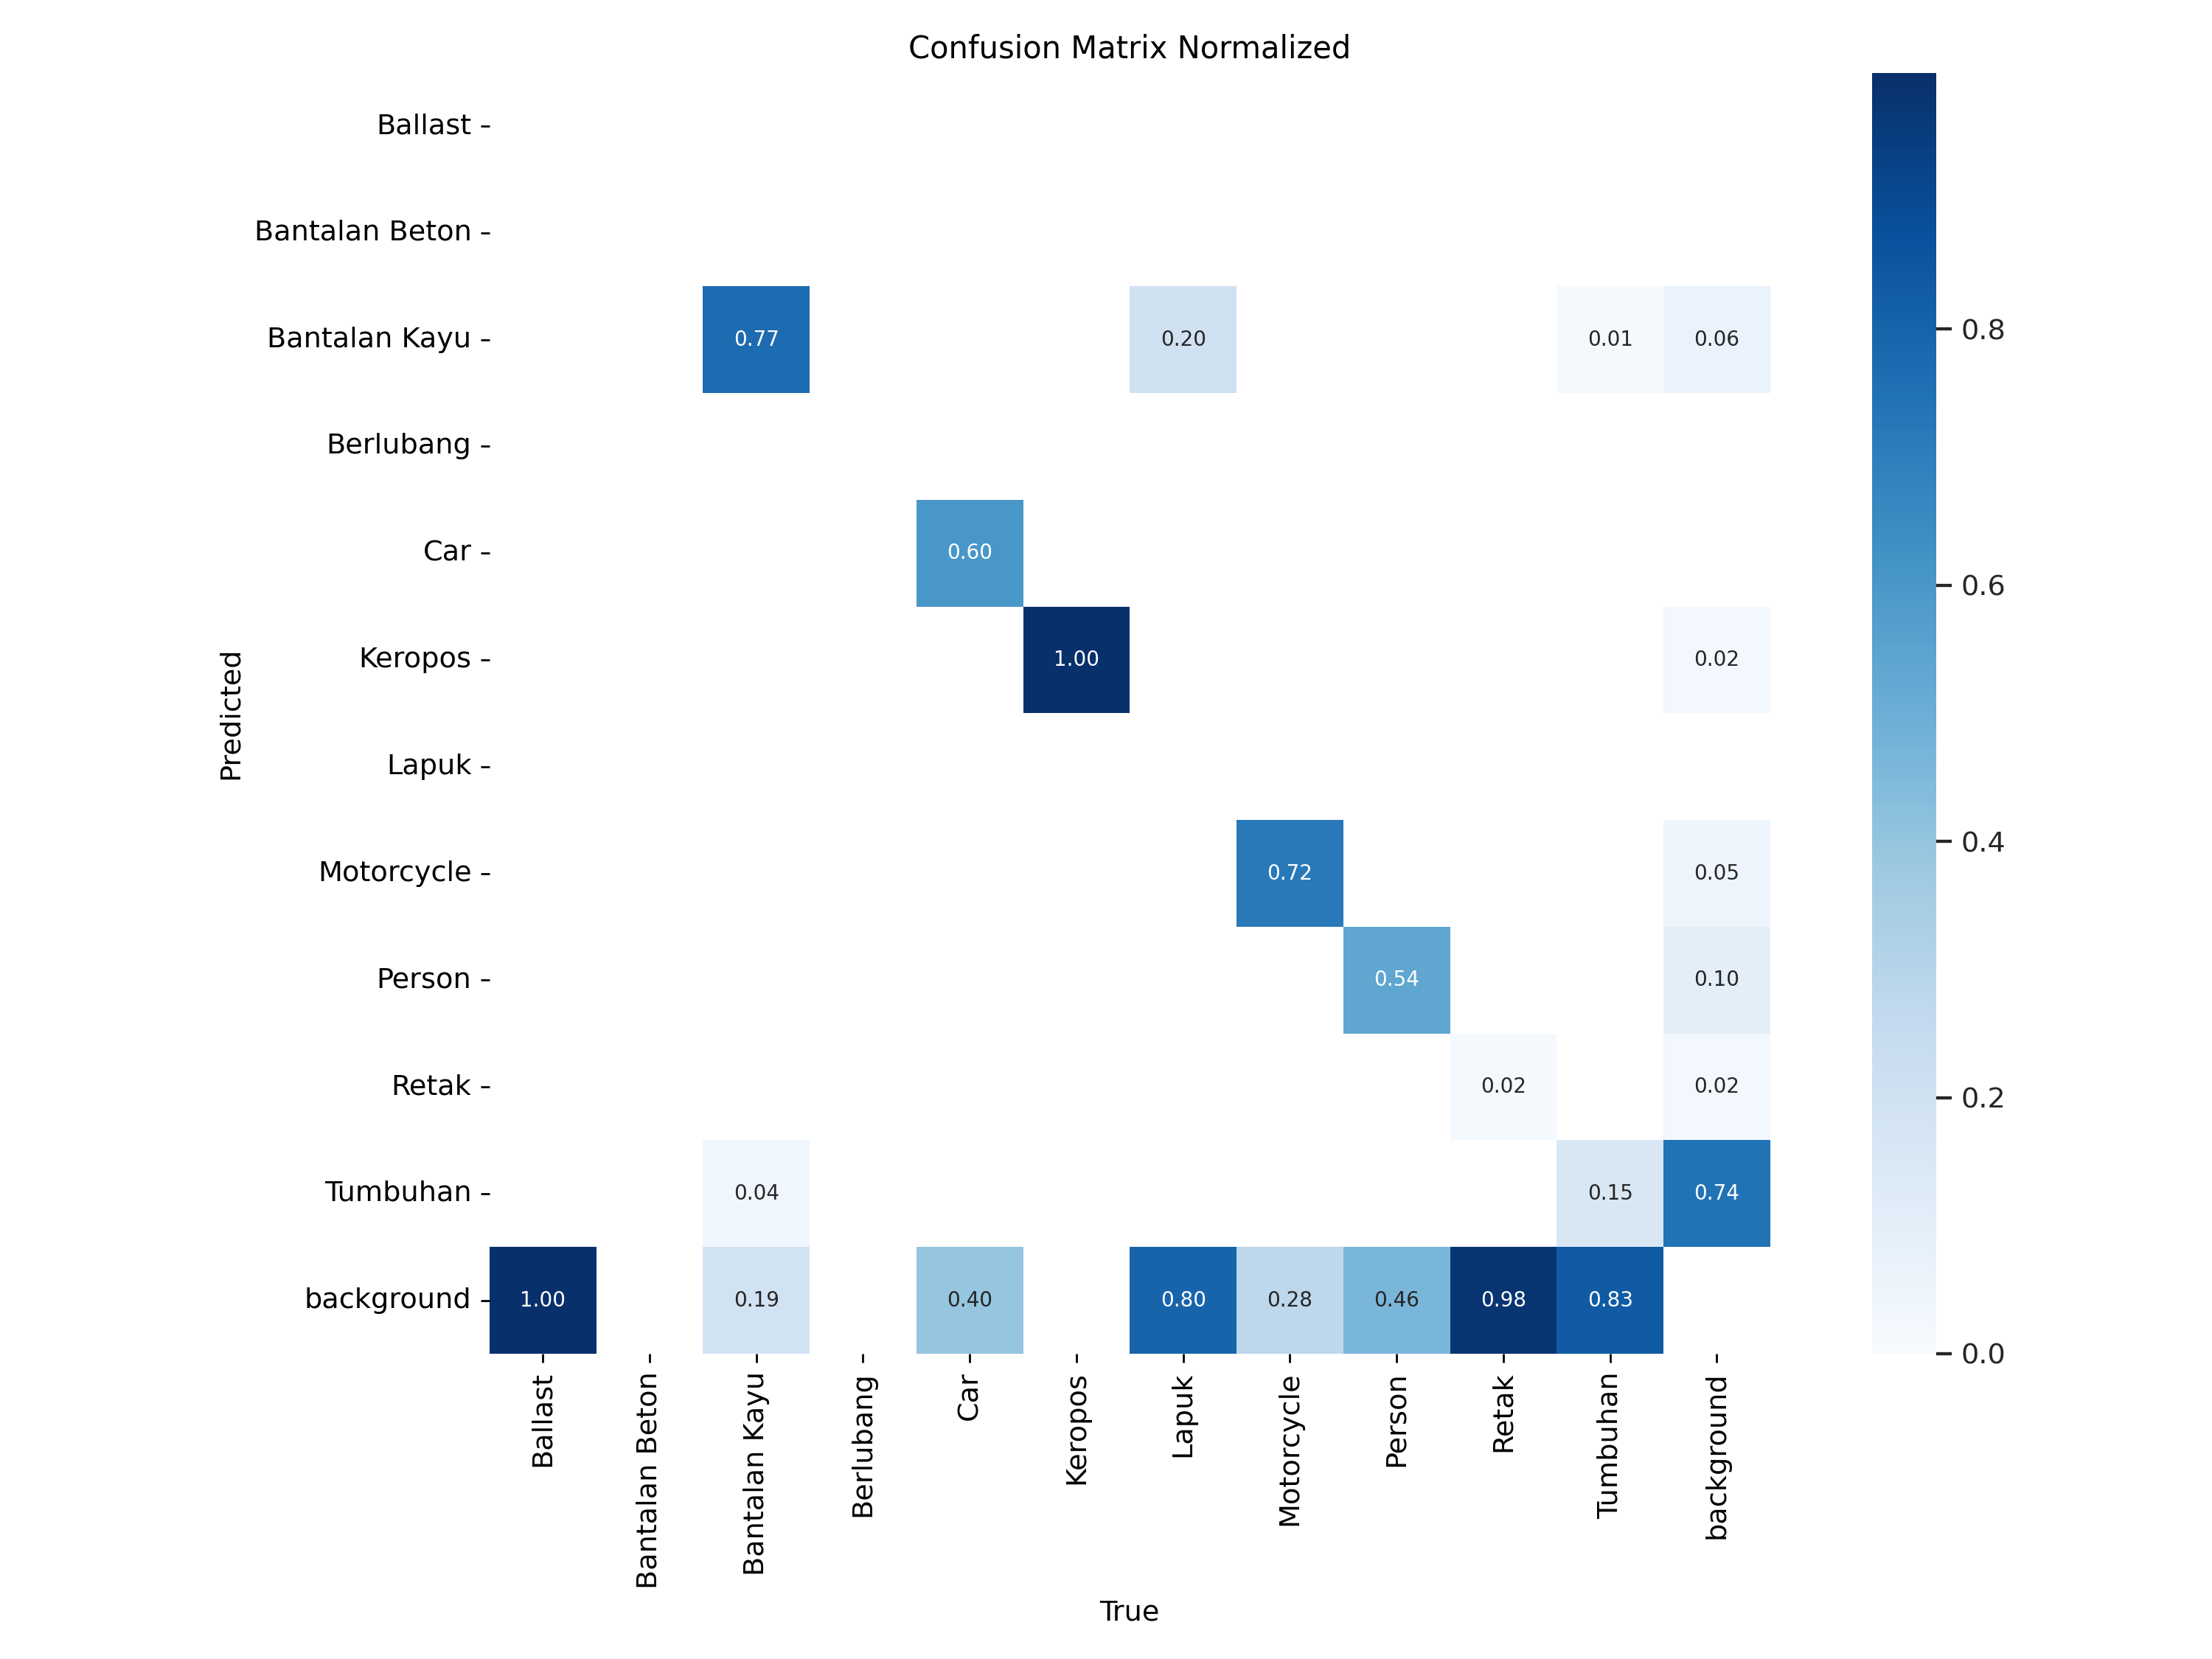 Confusion Matrix Normalized
Ballast
Bantalan Beton
Bantalan Kayu 0.77 0.20 0.01 0.06
Berlubang
Car 0.60
Keropos 1.00 0.02
Lapuk
Motorcycle 0.72 0.05
Person 0.54 0.10
Retak 0.02 0.02
Tumbuhan 0.04 0.15 0.74
background 1.00 0.19 0.40 0.80 0.28 0.46 0.98 0.83
Predicted
Ballast
Bantalan Beton
Bantalan Kayu
Berlubang
Car
Keropos
Lapuk
Motorcycle
Person
Retak
Tumbuhan
background
True
0.8
0.6
0.4
0.2
0.0